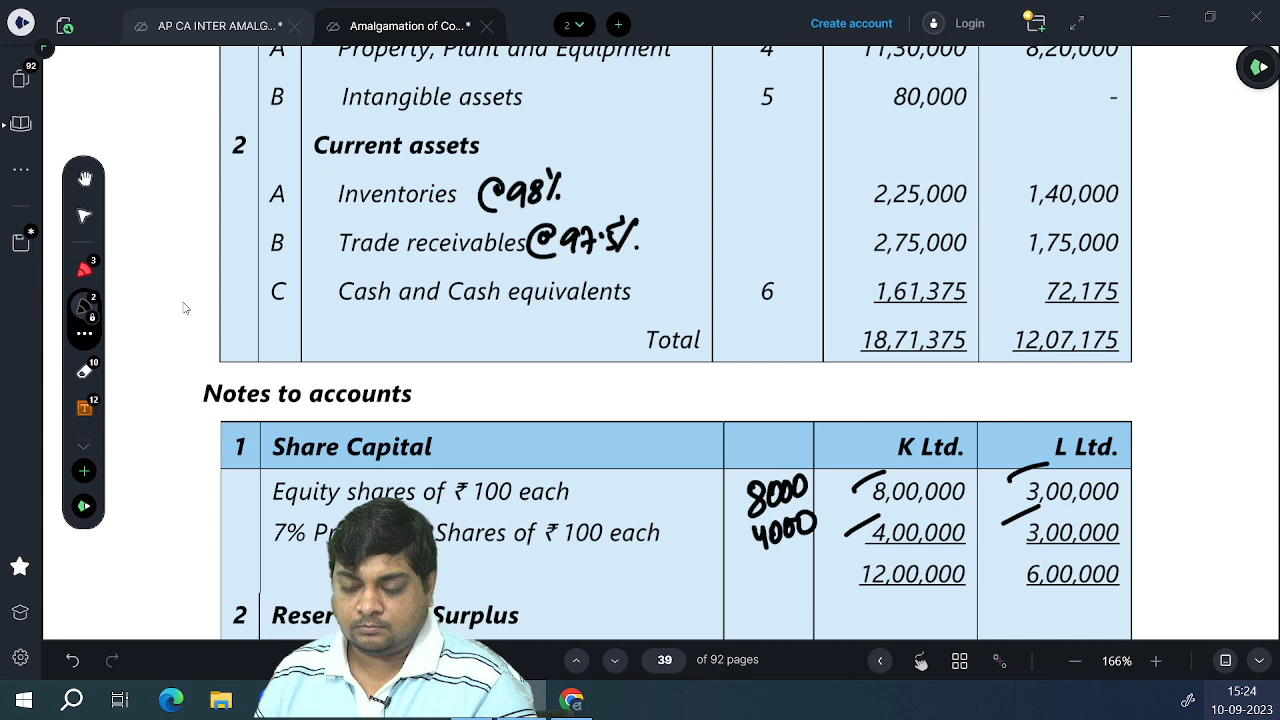 AP CA INTER AMALG... *
Amalgamation of Co... *
2
Create account
Login
92
A Property, Plant and Equipment 4 11,30,000 8,20,000
B Intangible assets 5 80,000 -
2 Current assets
A Inventories @98% 2,25,000 1,40,000
B Trade receivables @97.5%. 2,75,000 1,75,000
C Cash and Cash equivalents 6 1,61,375 72,175
Total 18,71,375 12,07,175
Notes to accounts
1 Share Capital K Ltd. L Ltd.
Equity shares of ₹ 100 each 8000 8,00,000 3,00,000
7% Pr Shares of ₹ 100 each 4000 4,00,000 3,00,000
12,00,000 6,00,000
2 Reser Surplus
3
2
10
T 12
39 of 92 pages
166%
15:24
10-09-2023